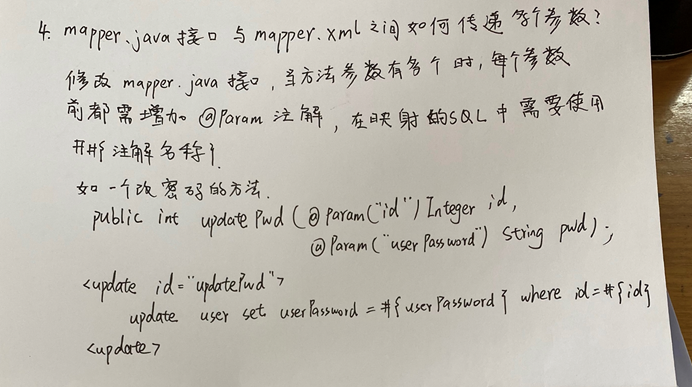 4. mapper.java接口与mapper.xml之间如何传递多个参数?
修改mapper.java接口,当方法参数有多个时,每个参数
前都需增加@Param注解,在映射的SQL中需要使用
##{注解名称}.
如一个改密码的方法.
public int updatePwd(@Param("id")Integer id,
@Param("userPassword") String pwd);
<update id="updatePwd">
update user set userPassword=#{userPassword} where id=#{id}
<update>